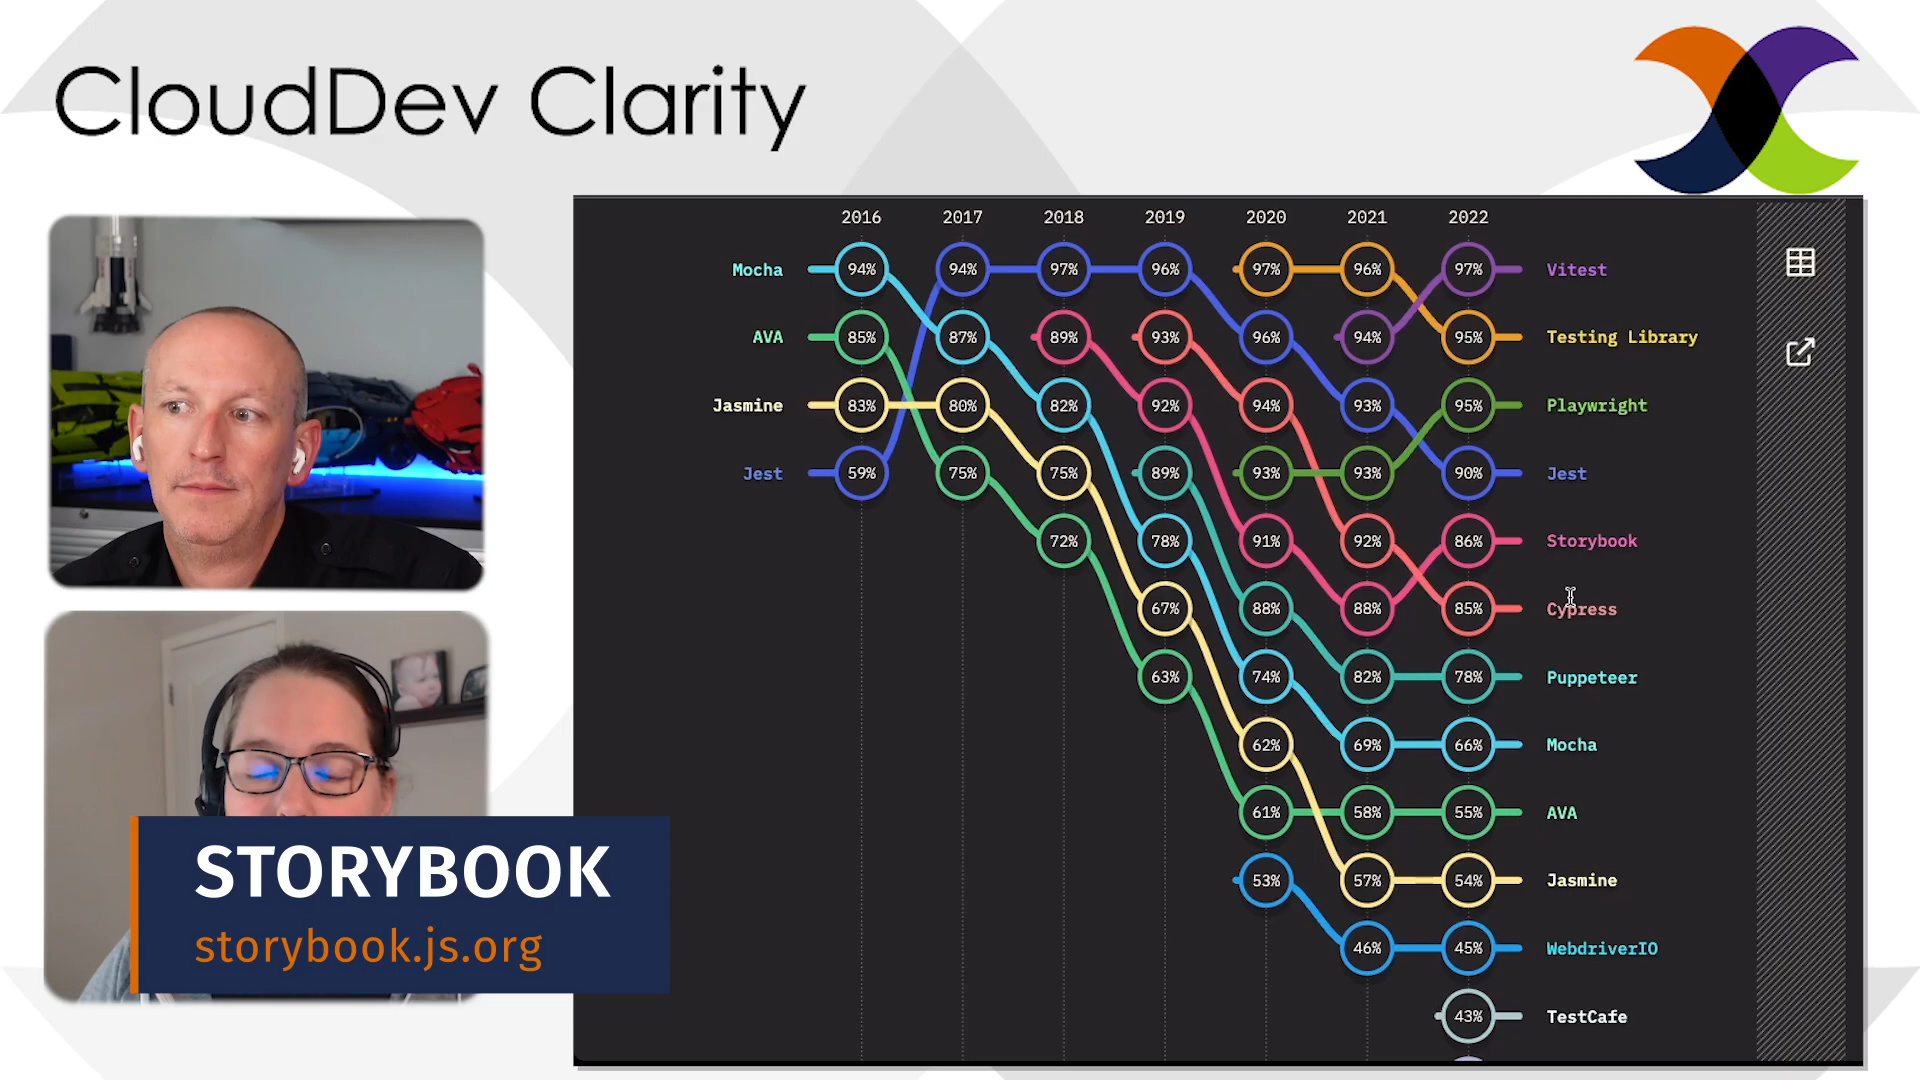 CloudDev Clarity
2016 2017 2018 2019 2020 2021 2022
Mocha 94% 94% 97% 96% 97% 96% 97% Vitest
AVA 85% 87% 89% 93% 96% 94% 95% Testing Library
Jasmine 83% 80% 82% 92% 94% 93% 95% Playwright
Jest 59% 75% 75% 89% 93% 93% 90% Jest
72% 78% 91% 92% 86% Storybook
67% 88% 88% 85% Cypress
63% 74% 82% 78% Puppeteer
62% 69% 66% Mocha
61% 58% 55% AVA
53% 57% 54% Jasmine
46% 45% WebdriverIO
43% TestCafe
STORYBOOK
storybook.js.org